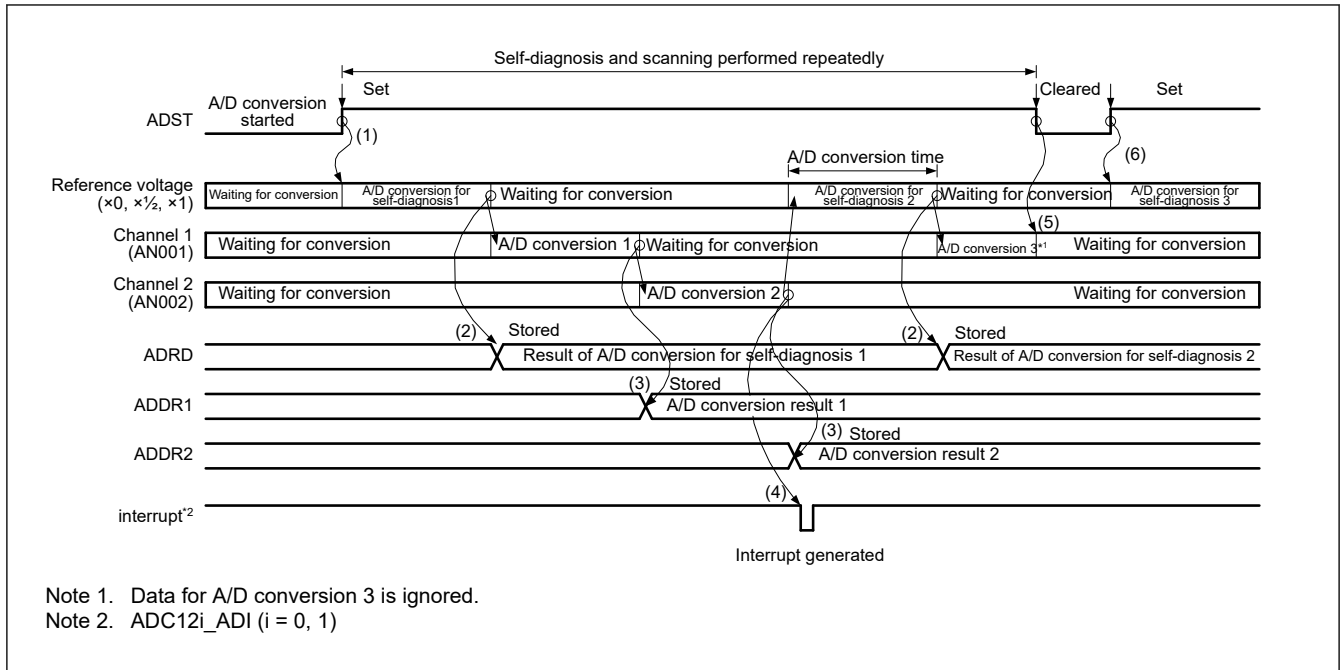 Self-diagnosis and scanning performed repeatedly
Set
Cleared
Set
A/D conversion
started
ADST
(1)
A/D conversion time
(6)
Reference voltage
(×0, ×½, ×1)
Waiting for conversion
A/D conversion for
self-diagnosis1
Waiting for conversion
A/D conversion for
self-diagnosis 2
Waiting for conversion
A/D conversion for
self-diagnosis 3
(5)
Channel 1
(AN001)
Waiting for conversion
A/D conversion 1
Waiting for conversion
A/D conversion 3*1
Waiting for conversion
Channel 2
(AN002)
Waiting for conversion
A/D conversion 2
Waiting for conversion
(2)
Stored
(2)
Stored
ADRD
Result of A/D conversion for self-diagnosis 1
Result of A/D conversion for self-diagnosis 2
(3)
Stored
ADDR1
A/D conversion result 1
(3)
Stored
ADDR2
A/D conversion result 2
(4)
interrupt*2
Interrupt generated
Note 1. Data for A/D conversion 3 is ignored.
Note 2. ADC12i_ADI (i = 0, 1)